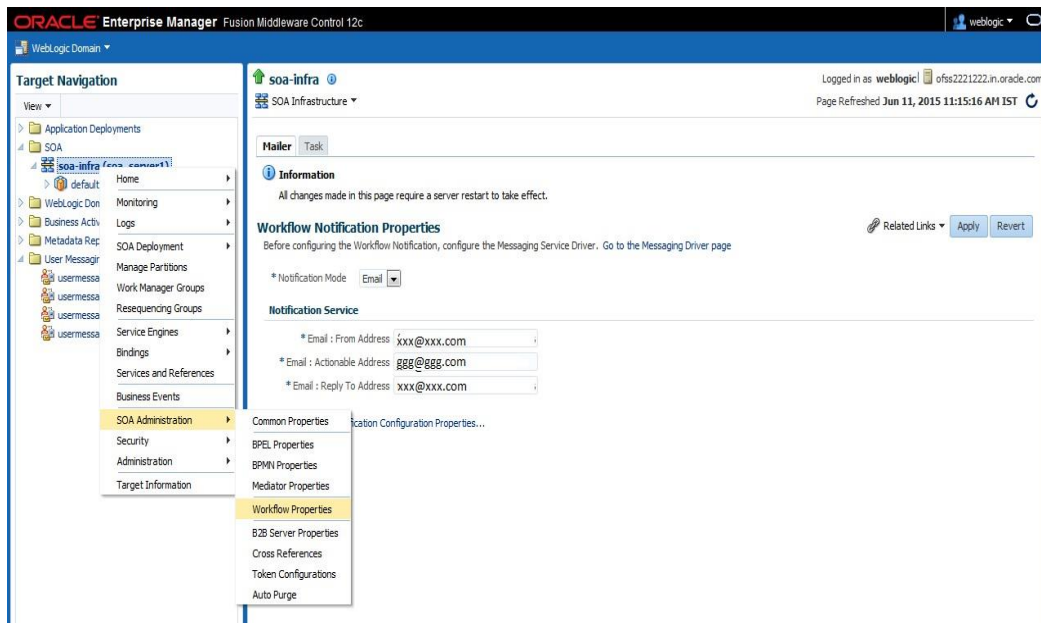 ORACLE Enterprise Manager Fusion Middleware Control 12c
weblogic
WebLogic Domain
Target Navigation
View
Application Deployments
SOA
soa-infra (soa_server1)
default
WebLogic Dom
Business Activ
Metadata Rep
User Messagin
usermessa
usermessa
usermessa
usermessa
Home
Monitoring
Logs
SOA Deployment
Manage Partitions
Work Manager Groups
Resequencing Groups
Service Engines
Bindings
Services and References
Business Events
SOA Administration
Security
Administration
Target Information
Common Properties
BPEL Properties
BPMN Properties
Mediator Properties
Workflow Properties
B2B Server Properties
Cross References
Token Configurations
Auto Purge
soa-infra
SOA Infrastructure
Logged in as weblogic
ofss2221222.in.oracle.com
Page Refreshed Jun 11, 2015 11:15:16 AM IST
Mailer Task
Information
All changes made in this page require a server restart to take effect.
Workflow Notification Properties
Related Links Apply Revert
Before configuring the Workflow Notification, configure the Messaging Service Driver. Go to the Messaging Driver page
* Notification Mode Email
Notification Service
* Email : From Address xxx@xxx.com
* Email : Actionable Address ggg@ggg.com
* Email : Reply To Address xxx@xxx.com
ification Configuration Properties...